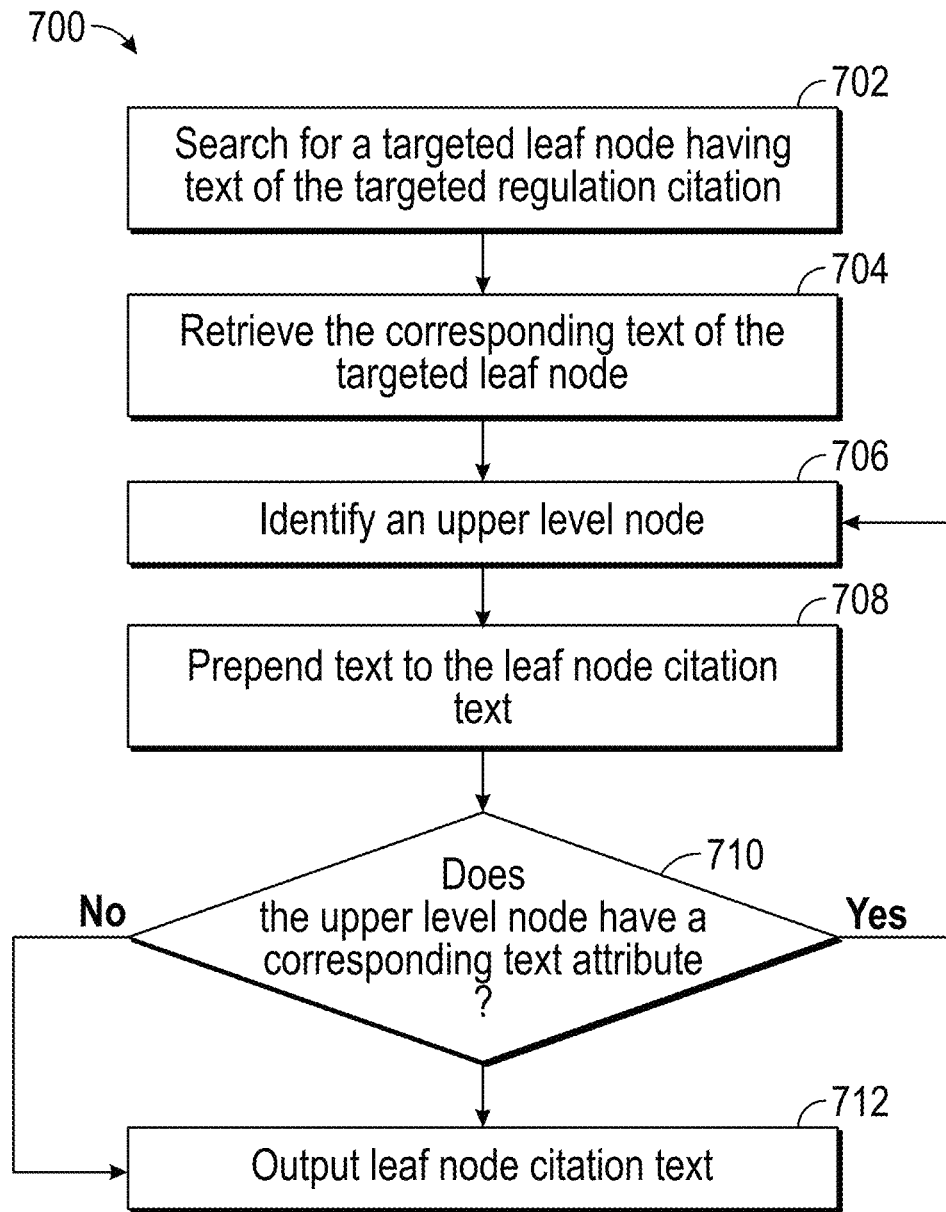 700
702
Search for a targeted leaf node having
text of the targeted regulation citation
704
Retrieve the corresponding text of the
targeted leaf node
706
Identify an upper level node
708
Prepend text to the leaf node citation
text
710
Does
the upper level node have a
corresponding text attribute
?
No
Yes
712
Output leaf node citation text